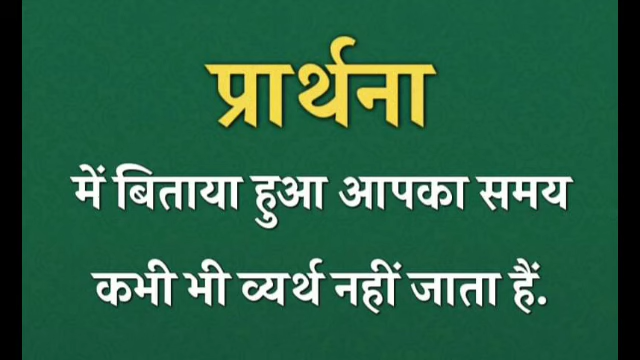 प्रार्थना
में बिताया हुआ आपका समय
कभी भी व्यर्थ नहीं जाता हैं.